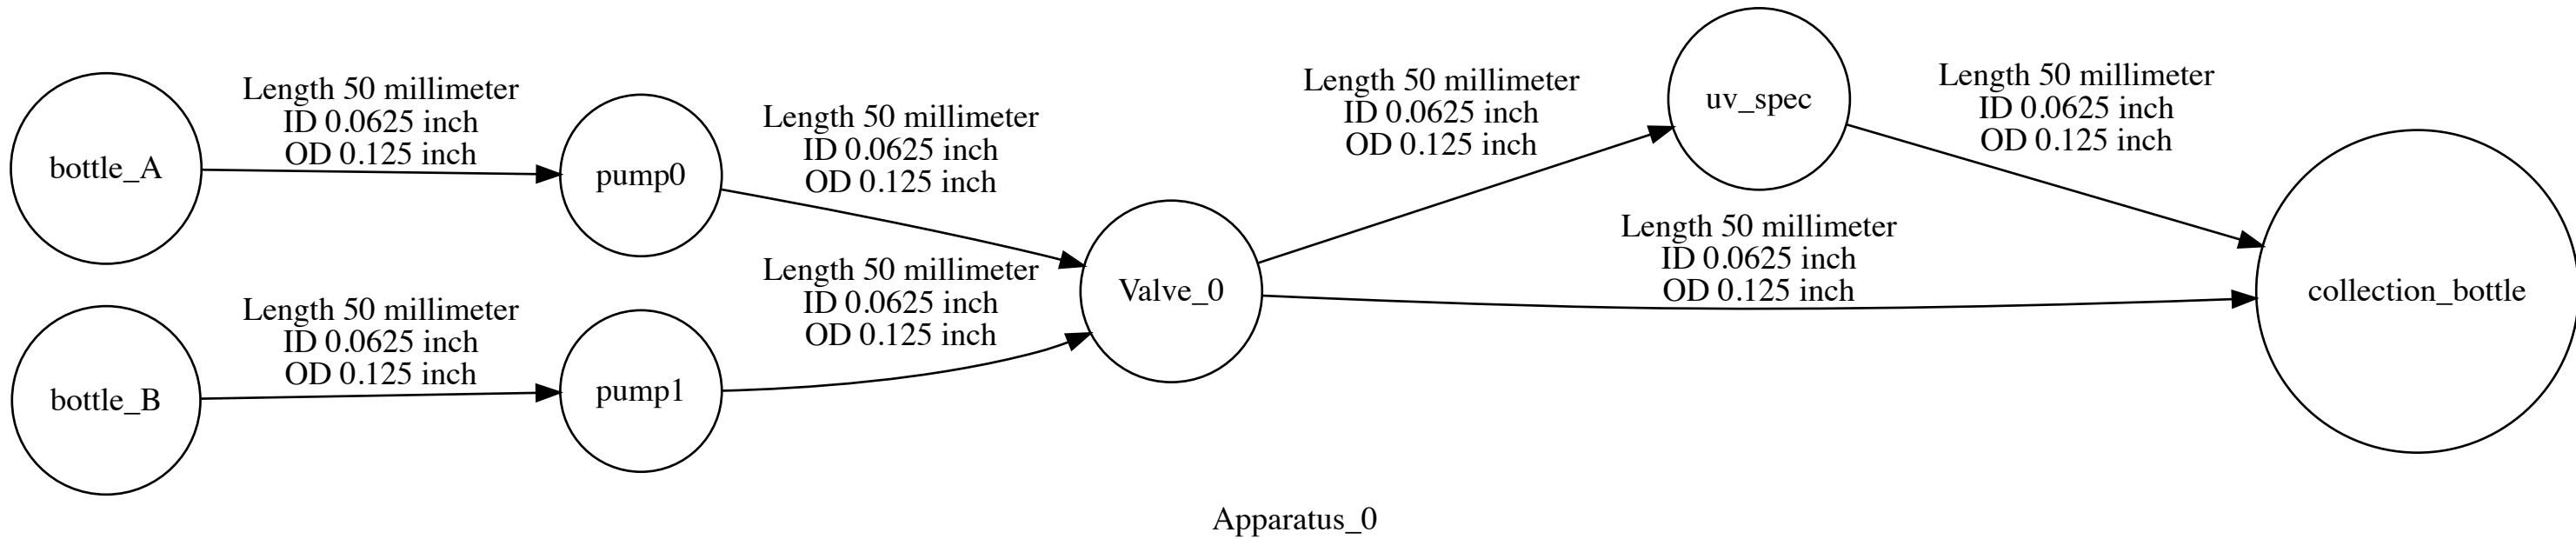 bottle_A
Length 50 millimeter
ID 0.0625 inch
OD 0.125 inch
pump0
Length 50 millimeter
ID 0.0625 inch
OD 0.125 inch
bottle_B
Length 50 millimeter
ID 0.0625 inch
OD 0.125 inch
pump1
Length 50 millimeter
ID 0.0625 inch
OD 0.125 inch
Valve_0
Length 50 millimeter
ID 0.0625 inch
OD 0.125 inch
uv_spec
Length 50 millimeter
ID 0.0625 inch
OD 0.125 inch
Length 50 millimeter
ID 0.0625 inch
OD 0.125 inch
collection_bottle
Apparatus_0